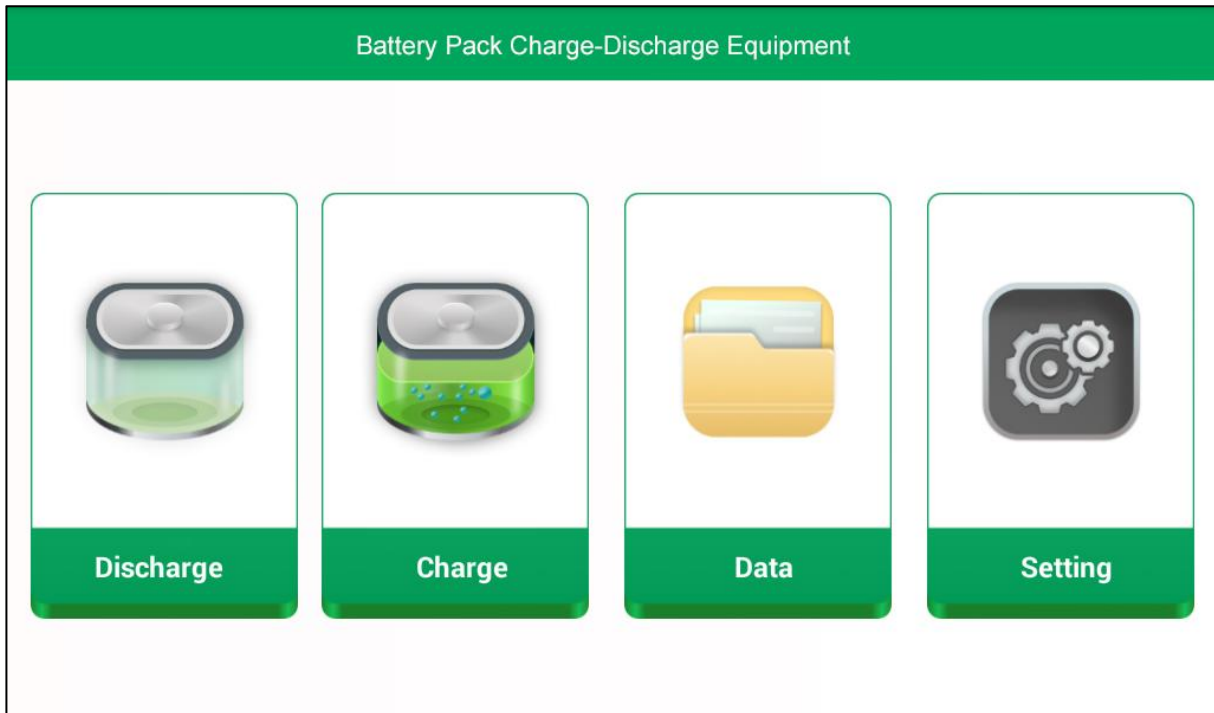 Battery Pack Charge-Discharge Equipment
Discharge
Charge
Data
Setting